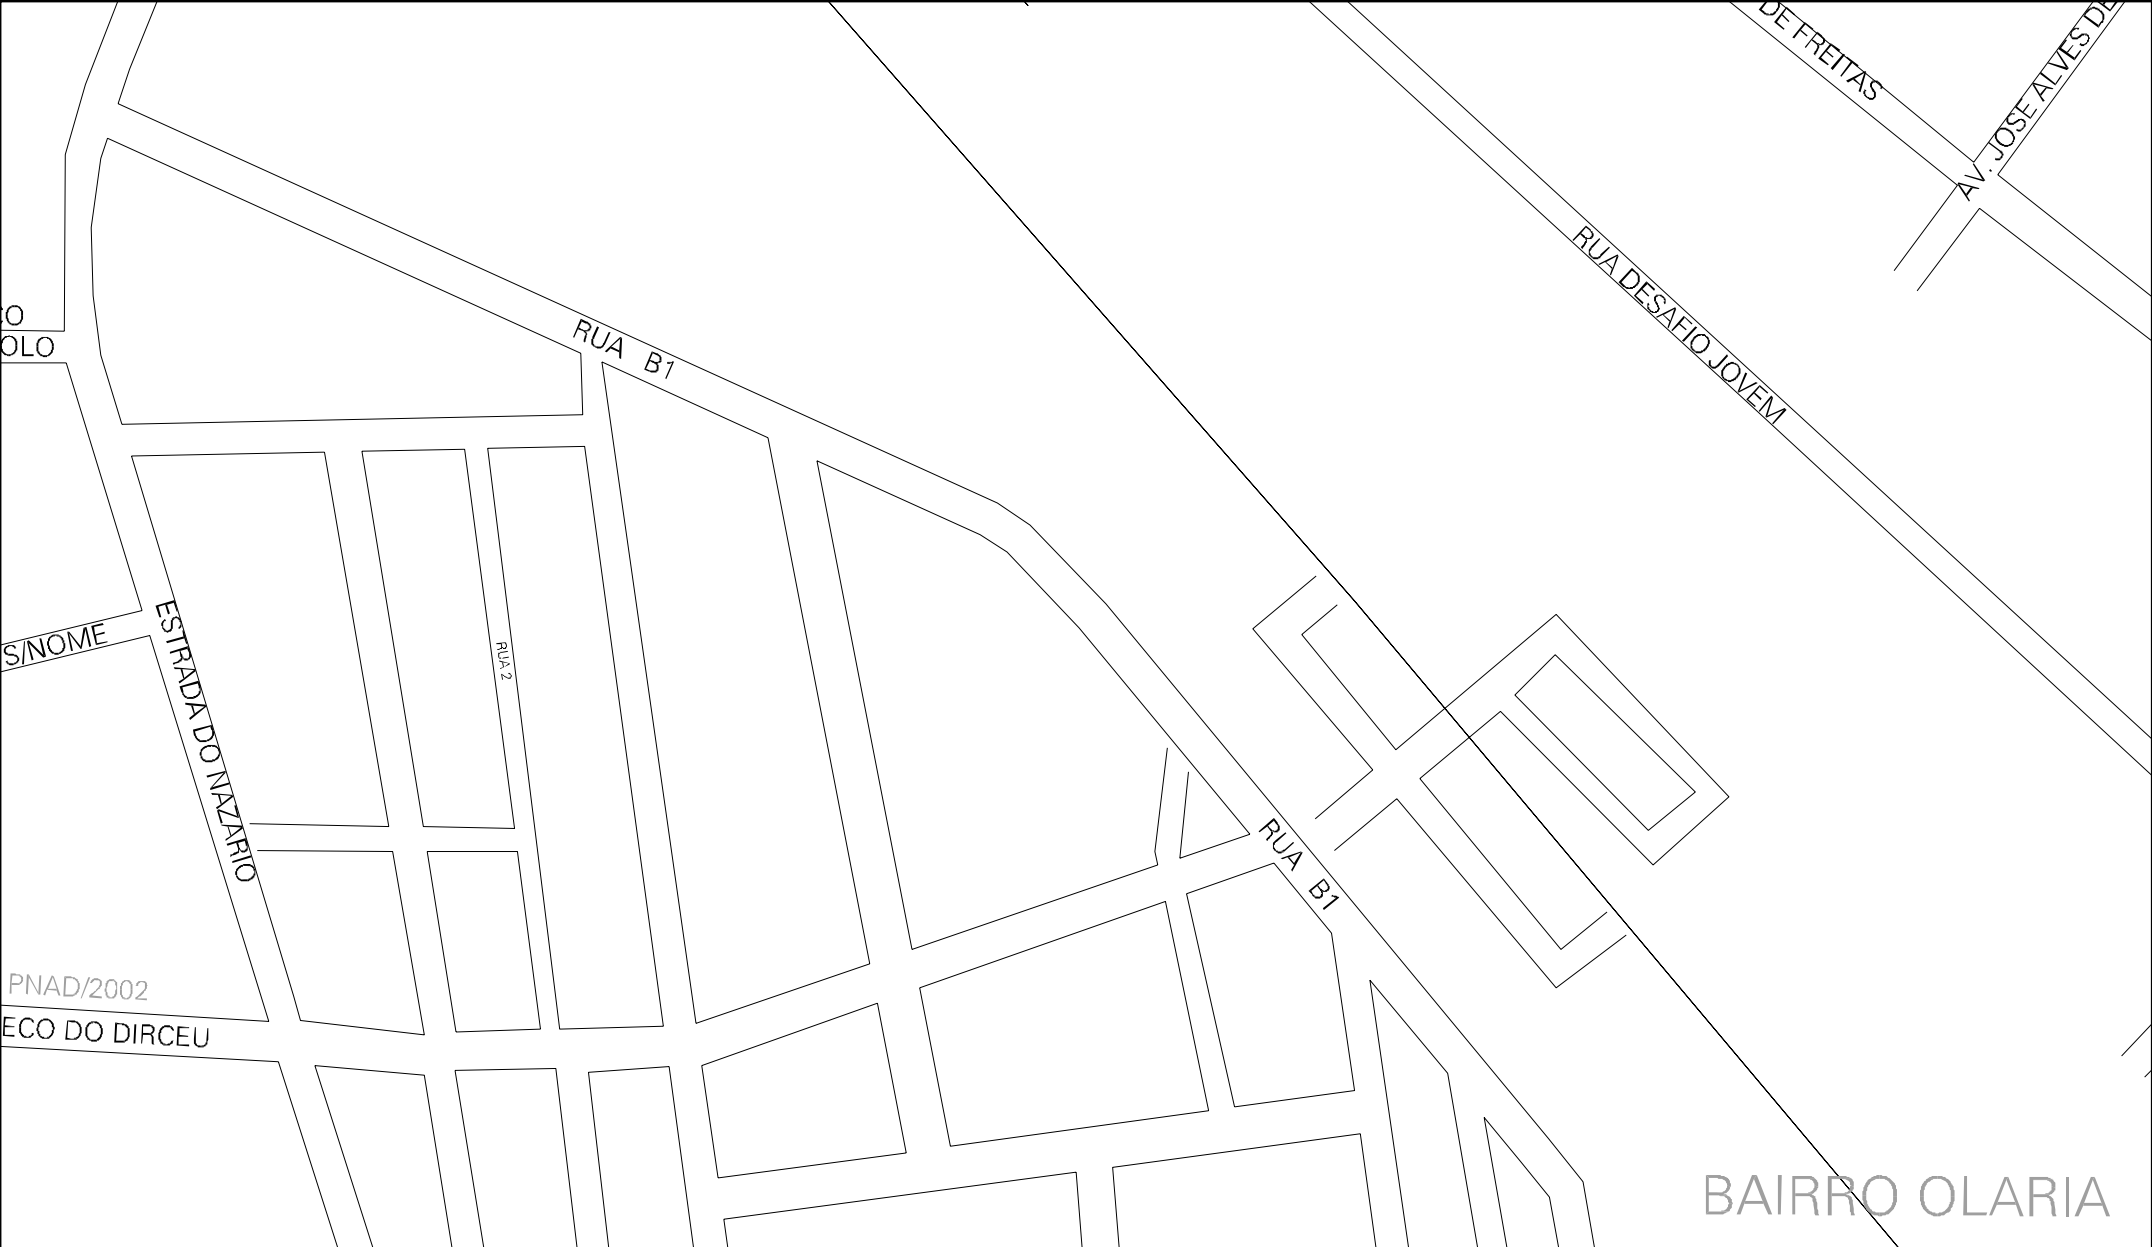 DE FREITAS
AV. JOSE ALVES DE
RUA DESAFIO JOVEM
CO
OLO
RUA B1
S/NOME
ESTRADA DO NAZARIO
RUA 2
RUA B1
PNAD/2002
ECO DO DIRCEU
BAIRRO OLARIA